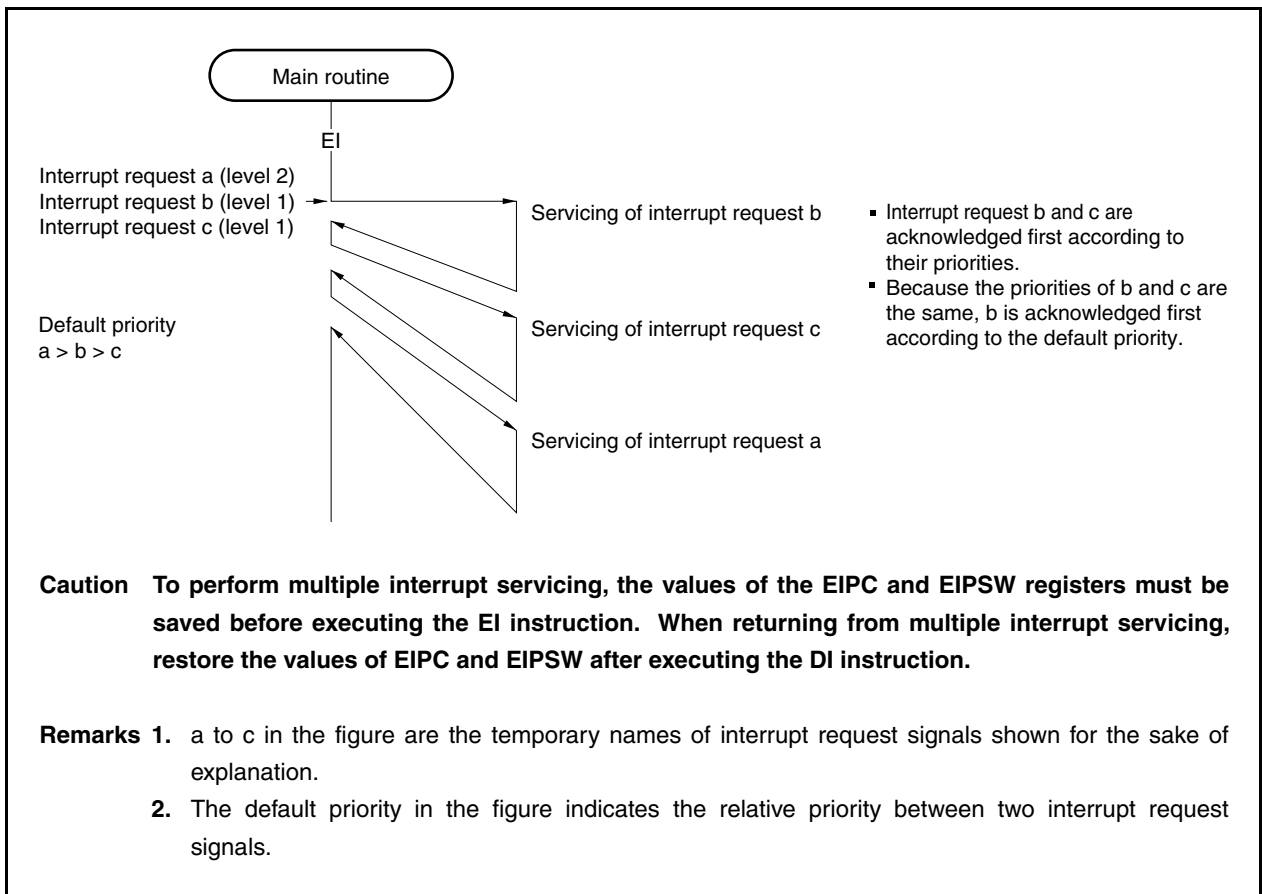 Main routine
EI
Interrupt request a (level 2)
Interrupt request b (level 1)
Interrupt request c (level 1)
Servicing of interrupt request b
▪ Interrupt request b and c are
acknowledged first according to
their priorities.
▪ Because the priorities of b and c are
the same, b is acknowledged first
according to the default priority.
Default priority
a > b > c
Servicing of interrupt request c
Servicing of interrupt request a
Caution To perform multiple interrupt servicing, the values of the EIPC and EIPSW registers must be
saved before executing the EI instruction. When returning from multiple interrupt servicing,
restore the values of EIPC and EIPSW after executing the DI instruction.
Remarks 1. a to c in the figure are the temporary names of interrupt request signals shown for the sake of
explanation.
2. The default priority in the figure indicates the relative priority between two interrupt request
signals.